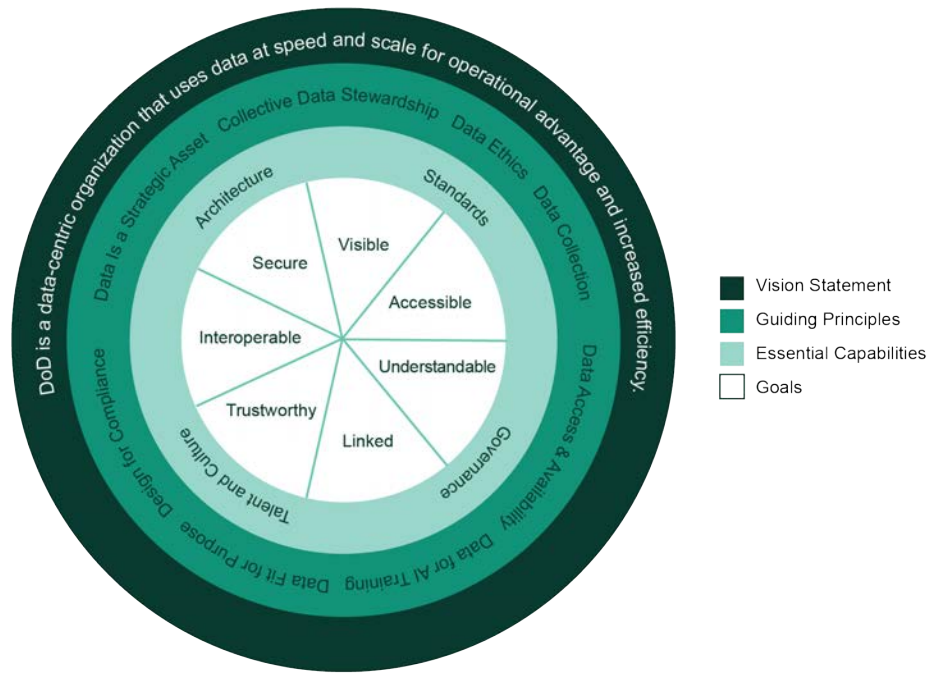 DoD is a data-centric organization that uses data at speed and scale for operational advantage and increased efficiency.
Data Is a Strategic Asset
Collective Data Stewardship
Data Ethics
Data Collection
Data Access & Availability
Data for AI Training
Data Fit for Purpose
Design for Compliance
Architecture
Standards
Governance
Talent and Culture
Visible
Accessible
Understandable
Linked
Trustworthy
Interoperable
Secure
Vision Statement
Guiding Principles
Essential Capabilities
Goals